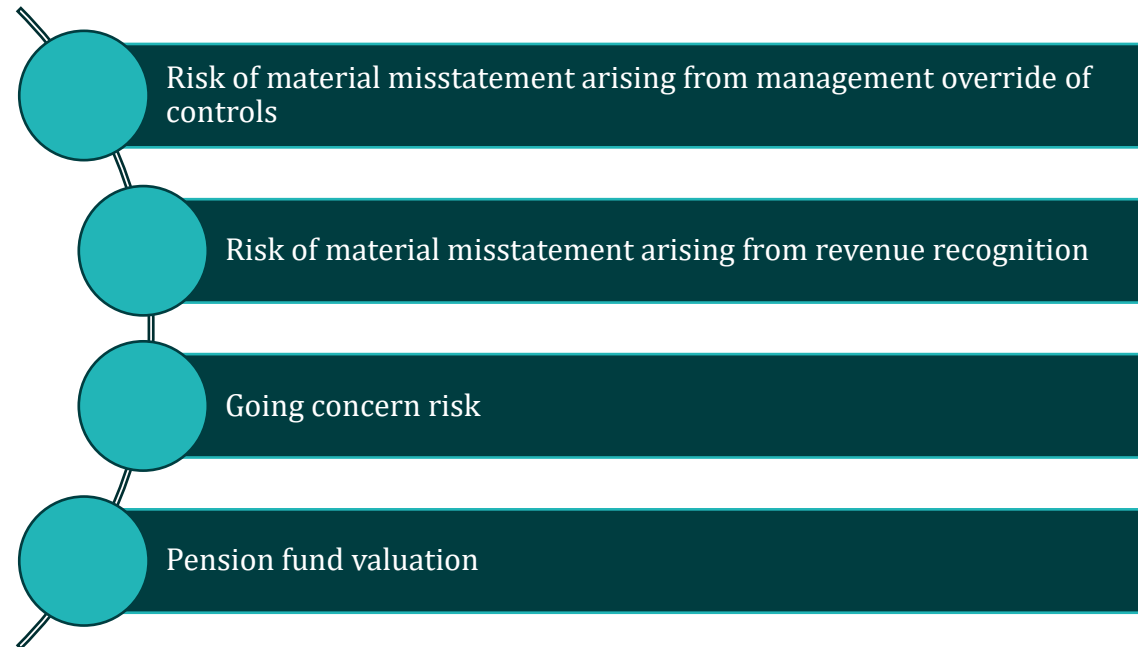 Risk of material misstatement arising from management override of
controls
Risk of material misstatement arising from revenue recognition
Going concern risk
Pension fund valuation